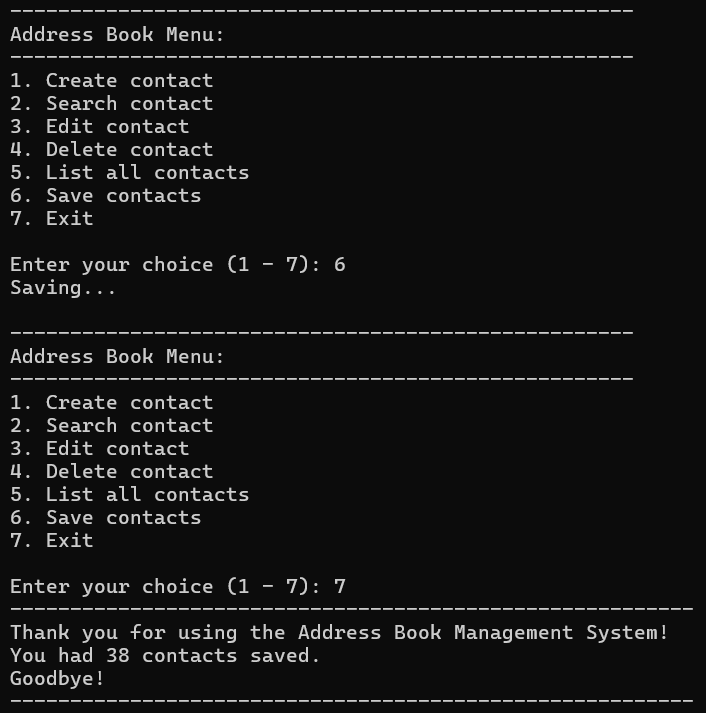 ----------------------------------------------------
Address Book Menu:
----------------------------------------------------
1. Create contact
2. Search contact
3. Edit contact
4. Delete contact
5. List all contacts
6. Save contacts
7. Exit
Enter your choice (1 - 7): 6
Saving...
----------------------------------------------------
Address Book Menu:
----------------------------------------------------
1. Create contact
2. Search contact
3. Edit contact
4. Delete contact
5. List all contacts
6. Save contacts
7. Exit
Enter your choice (1 - 7): 7
---------------------------------------------------------
Thank you for using the Address Book Management System!
You had 38 contacts saved.
Goodbye!
---------------------------------------------------------